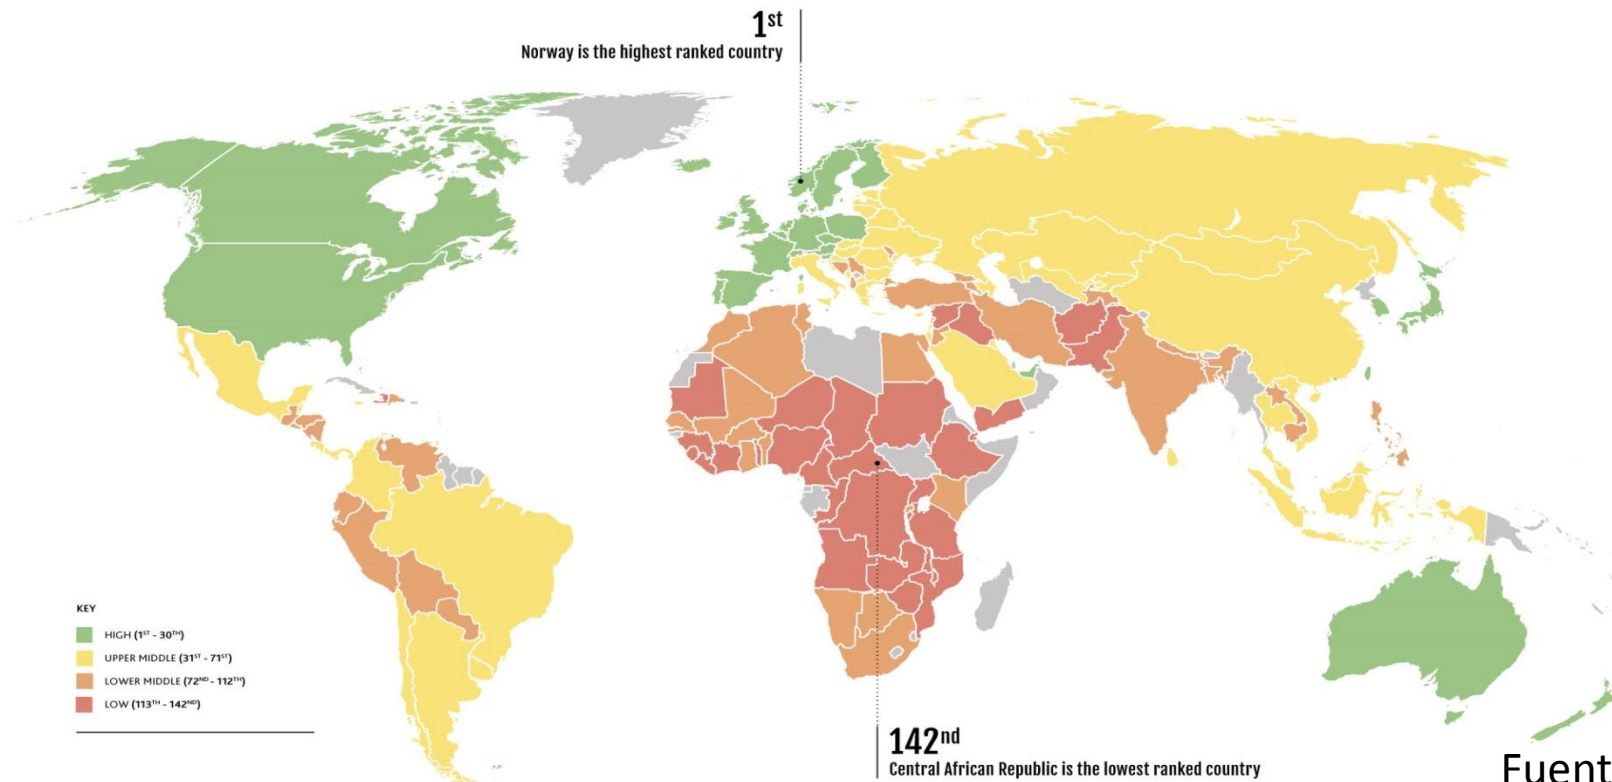 1st
Norway is the highest ranked country
KEY
HIGH (1ST - 30TH)
UPPER MIDDLE (31ST - 71ST)
LOWER MIDDLE (72ND - 112TH)
LOW (113TH - 142ND)
142nd
Central African Republic is the lowest ranked country